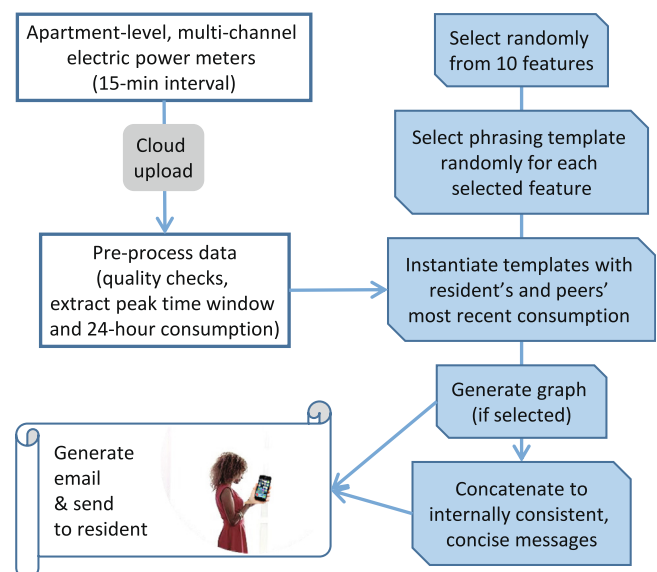 Apartment-level, multi-channel
electric power meters
(15-min interval)
Cloud
upload
Pre-process data
(quality checks,
extract peak time window
and 24-hour consumption)
Select randomly
from 10 features
Select phrasing template
randomly for each
selected feature
Instantiate templates with
resident’s and peers’
most recent consumption
Generate graph
(if selected)
Concatenate to
internally consistent,
concise messages
Generate
email
& send
to resident